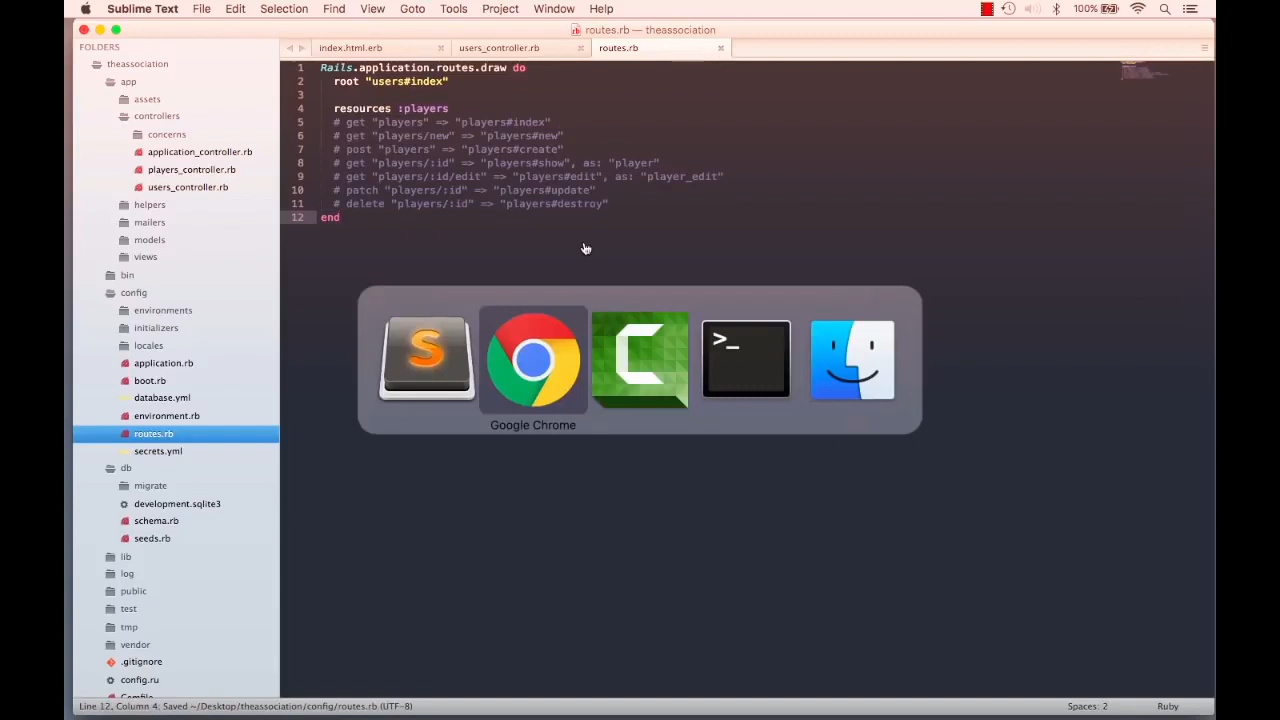 Sublime Text File Edit Selection Find View Goto Tools Project Window Help 100%
routes.rb — theassociation
FOLDERS
theassociation
app
assets
controllers
concerns
application_controller.rb
players_controller.rb
users_controller.rb
helpers
mailers
models
views
bin
config
environments
initializers
locales
application.rb
boot.rb
database.yml
environment.rb
routes.rb
secrets.yml
db
migrate
development.sqlite3
schema.rb
seeds.rb
lib
log
public
test
tmp
vendor
.gitignore
config.ru
Gemfile
index.html.erb users_controller.rb routes.rb
1 Rails.application.routes.draw do
2 root "users#index"
3
4 resources :players
5 # get "players" => "players#index"
6 # get "players/new" => "players#new"
7 # post "players" => "players#create"
8 # get "players/:id" => "players#show", as: "player"
9 # get "players/:id/edit" => "players#edit", as: "player_edit"
10 # patch "players/:id" => "players#update"
11 # delete "players/:id" => "players#destroy"
12 end
S
C
>_
Google Chrome
Line 12, Column 4; Saved ~/Desktop/theassociation/config/routes.rb (UTF-8) Spaces: 2 Ruby